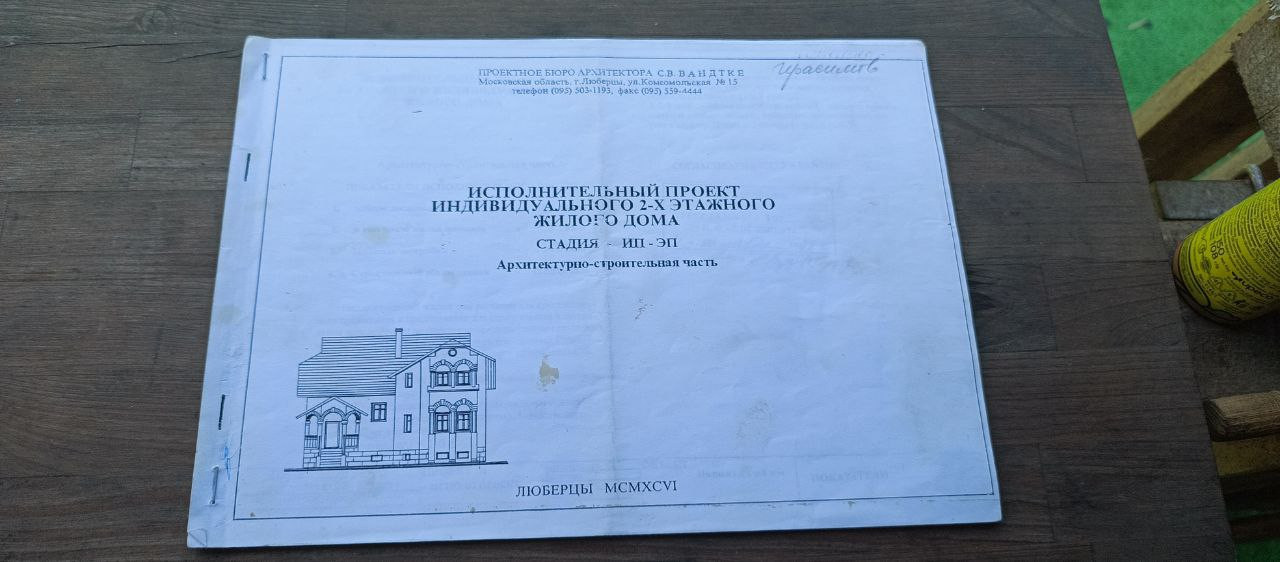 ПРОЕКТНОЕ БЮРО АРХИТЕКТОРА С.В. ВАНДТКЕ
Московская область, г.Люберцы, ул.Комсомольская № 15
телефон (095) 503-1193, факс (095) 559-4444
Герасимов
ИСПОЛНИТЕЛЬНЫЙ ПРОЕКТ
ИНДИВИДУАЛЬНОГО 2-Х ЭТАЖНОГО
ЖИЛОГО ДОМА
СТАДИЯ - ИП - ЭП
Архитектурно-строительная часть
ЛЮБЕРЦЫ MCMXCVI